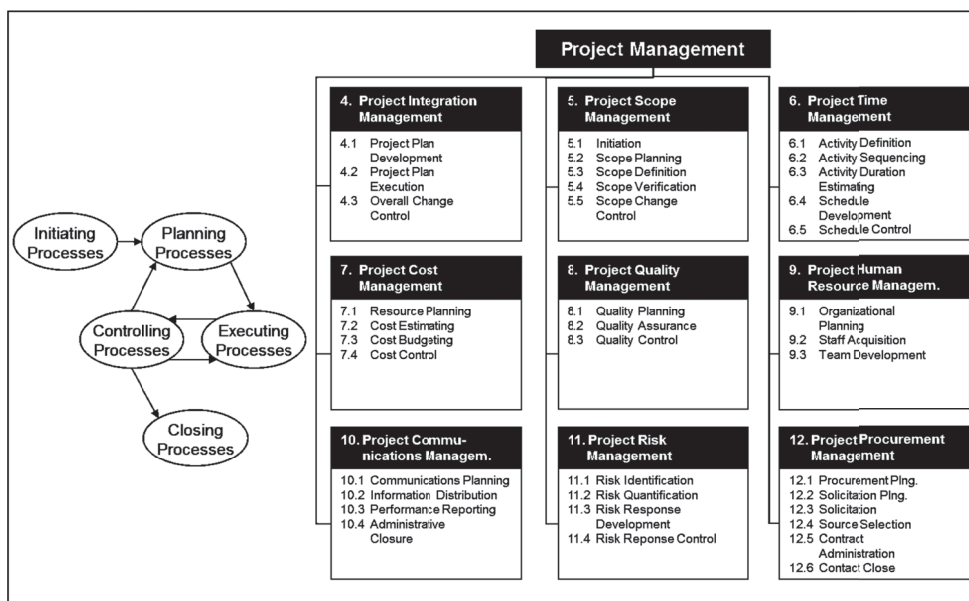 Project Management
Initiating
Processes
Planning
Processes
Controlling
Processes
Executing
Processes
Closing
Processes
4. Project Integration
Management
4.1 Project Plan
Development
4.2 Project Plan
Execution
4.3 Overall Change
Control
5. Project Scope
Management
5.1 Initiation
5.2 Scope Planning
5.3 Scope Definition
5.4 Scope Verification
5.5 Scope Change
Control
6. Project Time
Management
6.1 Activity Definition
6.2 Activity Sequencing
6.3 Activity Duration
Estimating
6.4 Schedule
Development
6.5 Schedule Control
7. Project Cost
Management
7.1 Resource Planning
7.2 Cost Estimating
7.3 Cost Budgeting
7.4 Cost Control
8. Project Quality
Management
8.1 Quality Planning
8.2 Quality Assurance
8.3 Quality Control
9. Project Human
Resource Managem.
9.1 Organizational
Planning
9.2 Staff Acquisition
9.3 Team Development
10. Project Commu-
nications Managem.
10.1 Communications Planning
10.2 Information Distribution
10.3 Performance Reporting
10.4 Administrative
Closure
11. Project Risk
Management
11.1 Risk Identification
11.2 Risk Quantification
11.3 Risk Response
Development
11.4 Risk Reponse Control
12. Project Procurement
Management
12.1 Procurement Plng.
12.2 Solicitation Plng.
12.3 Solicitation
12.4 Source Selection
12.5 Contract
Administration
12.6 Contact Close